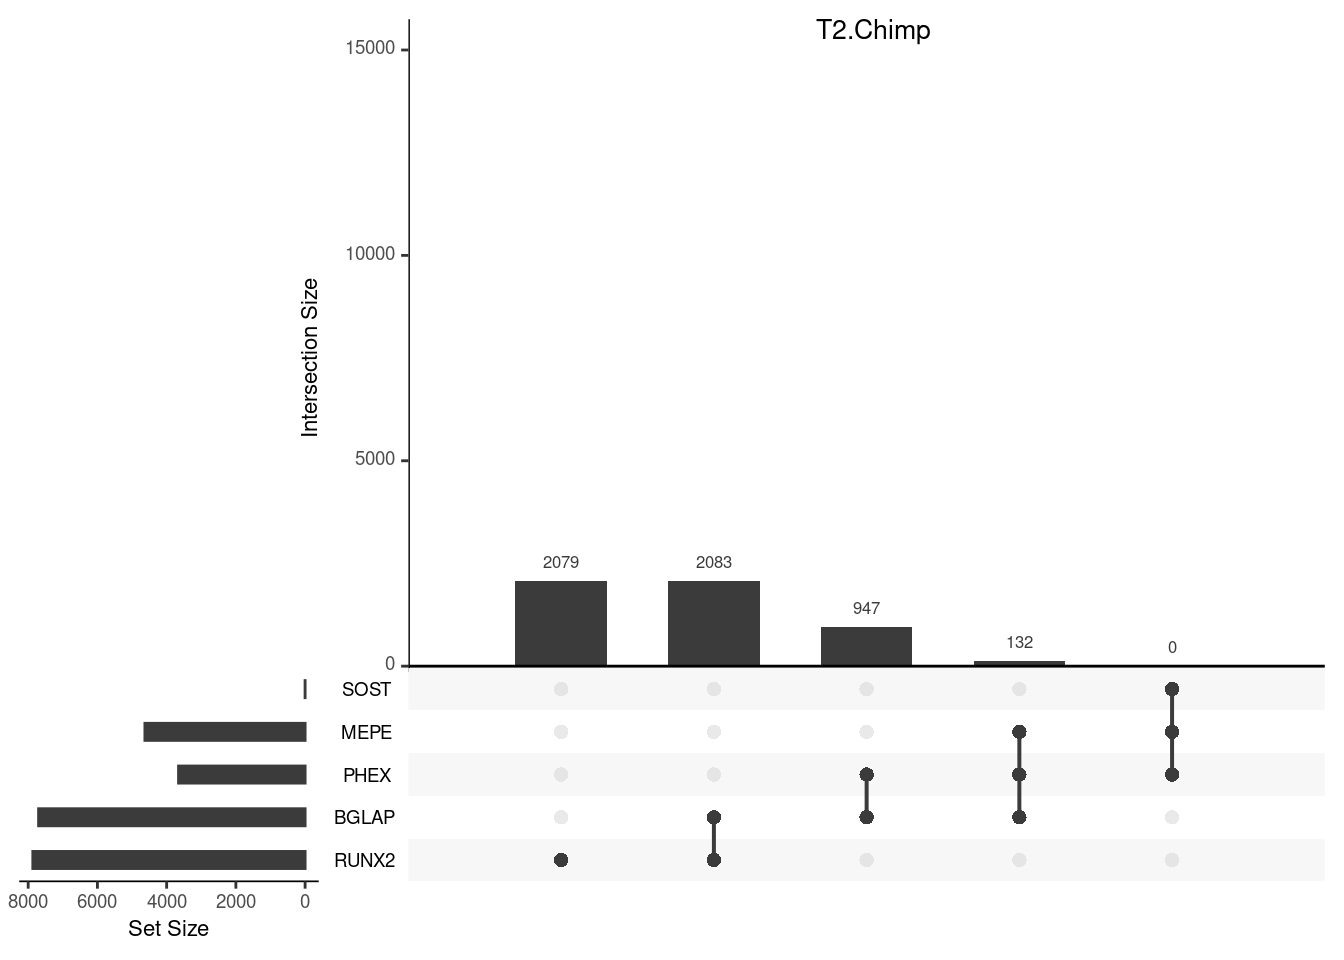 T2.Chimp
15000
10000
5000
0
Intersection Size
2079
2083
947
132
0
SOST
MEPE
PHEX
BGLAP
RUNX2
8000 6000 4000 2000 0
Set Size